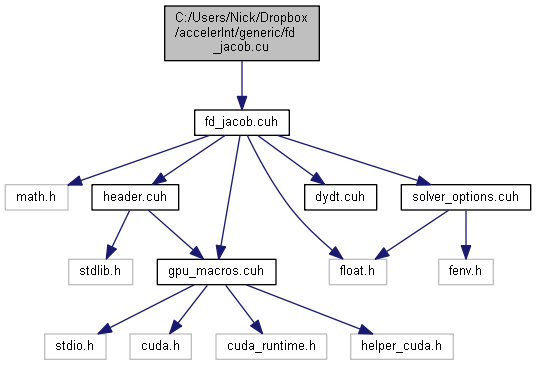 C:/Users/Nick/Dropbox
/accelerInt/generic/fd
_jacob.cu
fd_jacob.cuh
math.h
header.cuh
dydt.cuh
solver_options.cuh
stdlib.h
gpu_macros.cuh
float.h
fenv.h
stdio.h
cuda.h
cuda_runtime.h
helper_cuda.h